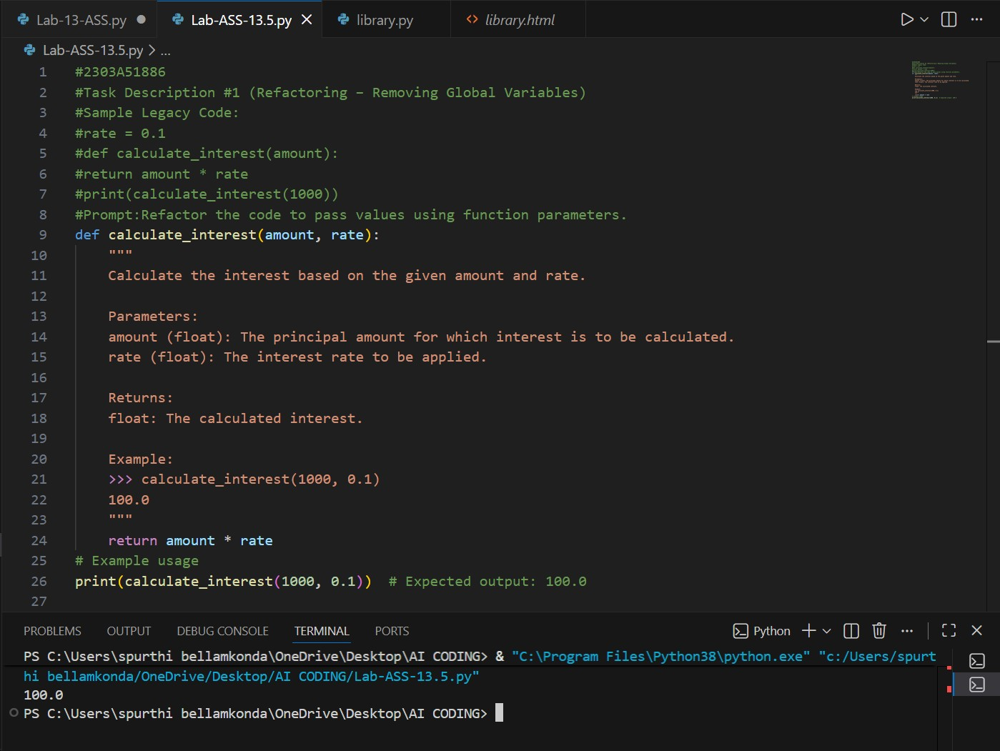 Lab-13-ASS.py
Lab-ASS-13.5.py
library.py
library.html
Lab-ASS-13.5.py > ...
1 #2303A51886
2 #Task Description #1 (Refactoring – Removing Global Variables)
3 #Sample Legacy Code:
4 #rate = 0.1
5 #def calculate_interest(amount):
6 #return amount * rate
7 #print(calculate_interest(1000))
8 #Prompt:Refactor the code to pass values using function parameters.
9 def calculate_interest(amount, rate):
10     """
11     Calculate the interest based on the given amount and rate.
12
13     Parameters:
14     amount (float): The principal amount for which interest is to be calculated.
15     rate (float): The interest rate to be applied.
16
17     Returns:
18     float: The calculated interest.
19
20     Example:
21     >>> calculate_interest(1000, 0.1)
22     100.0
23     """
24     return amount * rate
25 # Example usage
26 print(calculate_interest(1000, 0.1))  # Expected output: 100.0
27
PROBLEMS OUTPUT DEBUG CONSOLE TERMINAL PORTS Python
PS C:\Users\spurthi bellamkonda\OneDrive\Desktop\AI CODING> & "C:\Program Files\Python38\python.exe" "c:/Users/spurt
hi bellamkonda/OneDrive/Desktop/AI CODING/Lab-ASS-13.5.py"
100.0
PS C:\Users\spurthi bellamkonda\OneDrive\Desktop\AI CODING>